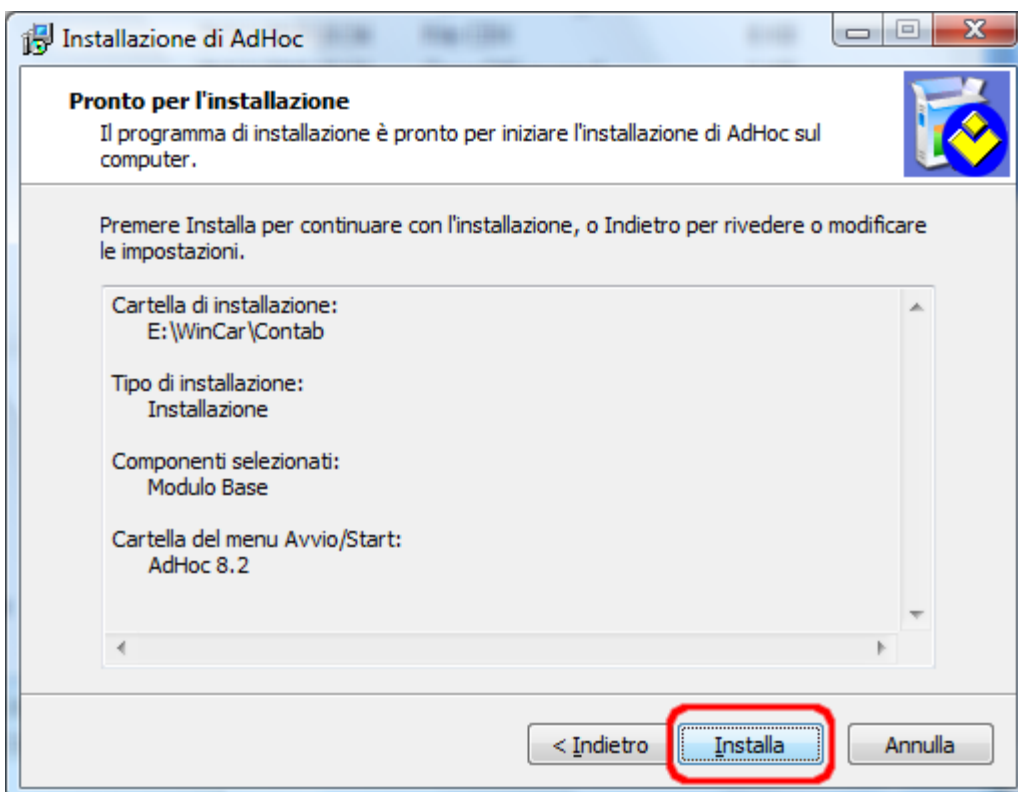 Installazione di AdHoc
Pronto per l'installazione
Il programma di installazione è pronto per iniziare l'installazione di AdHoc sul
computer.
Premere Installa per continuare con l'installazione, o Indietro per rivedere o modificare
le impostazioni.
Cartella di installazione:
E:\WinCar\Contab
Tipo di installazione:
Installazione
Componenti selezionati:
Modulo Base
Cartella del menu Avvio/Start:
AdHoc 8.2
< Indietro
Installa
Annulla